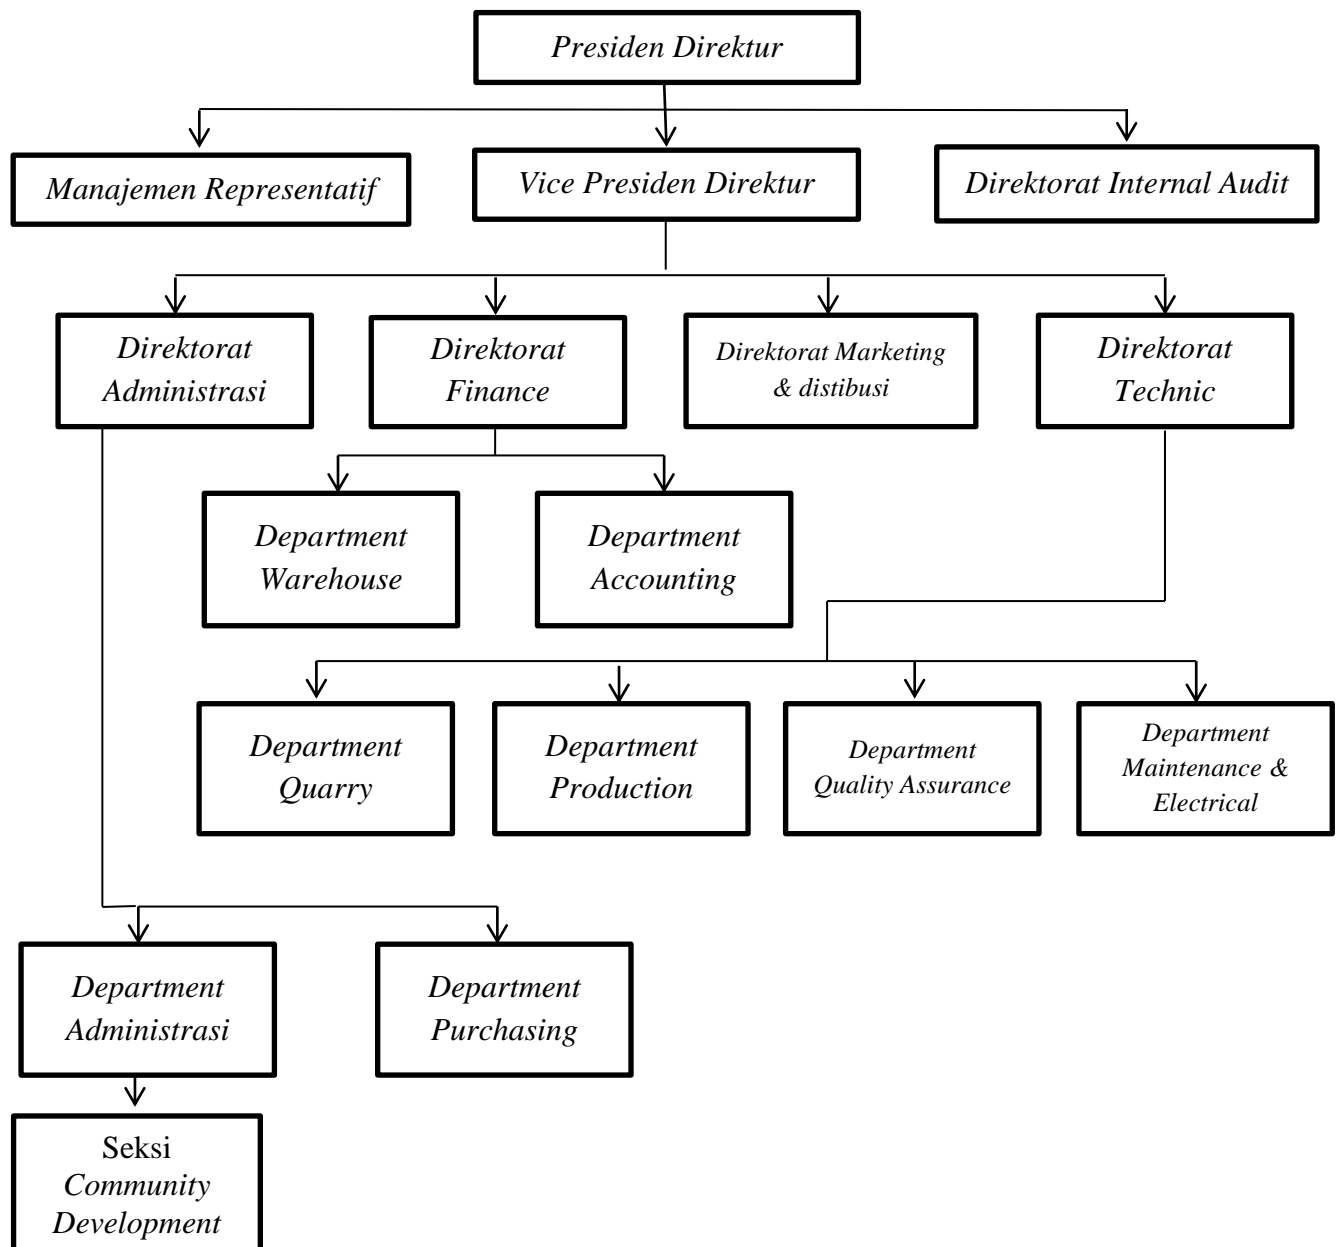 Presiden Direktur
Manajemen Representatif
Vice Presiden Direktur
Direktorat Internal Audit
Direktorat
Administrasi
Direktorat
Finance
Direktorat Marketing
& distibusi
Direktorat
Technic
Department
Warehouse
Department
Accounting
Department
Quarry
Department
Production
Department
Quality Assurance
Department
Maintenance &
Electrical
Department
Administrasi
Department
Purchasing
Seksi
Community
Development